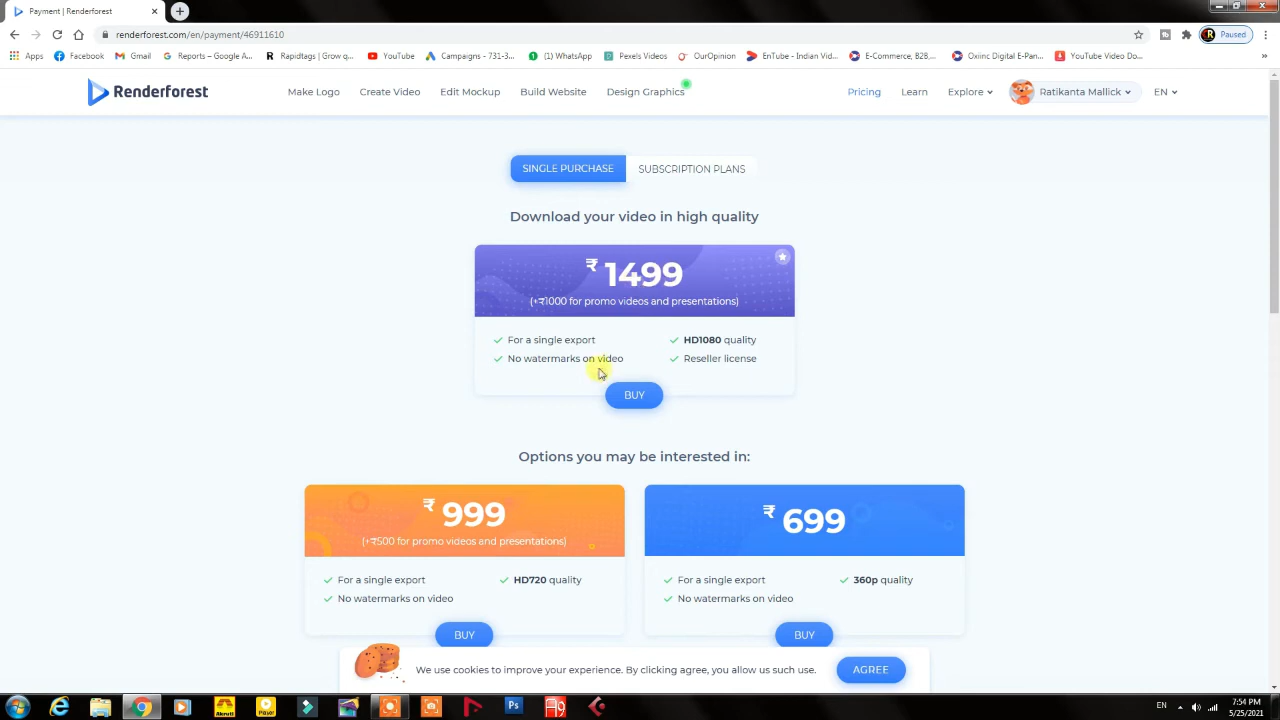 Payment | Renderforest
renderforest.com/en/payment/46911610
Paused
Apps
Facebook
Gmail
Reports – Google A...
Rapidtags | Grow q...
YouTube
Campaigns - 731-3...
(1) WhatsApp
Pexels Videos
OurOpinion
EnTube - Indian Vid...
E-Commerce, B2B,...
Oxiinc Digital E-Pan...
YouTube Video Do...
Renderforest
Make Logo
Create Video
Edit Mockup
Build Website
Design Graphics
Pricing
Learn
Explore
Ratikanta Mallick
EN
SINGLE PURCHASE
SUBSCRIPTION PLANS
Download your video in high quality
₹ 1499
(+₹1000 for promo videos and presentations)
For a single export
HD1080 quality
No watermarks on video
Reseller license
BUY
Options you may be interested in:
₹ 999
(+₹500 for promo videos and presentations)
For a single export
HD720 quality
No watermarks on video
BUY
₹ 699
For a single export
360p quality
No watermarks on video
BUY
We use cookies to improve your experience. By clicking agree, you allow us such use.
AGREE
Ps
EN
7:54 PM
5/25/2021